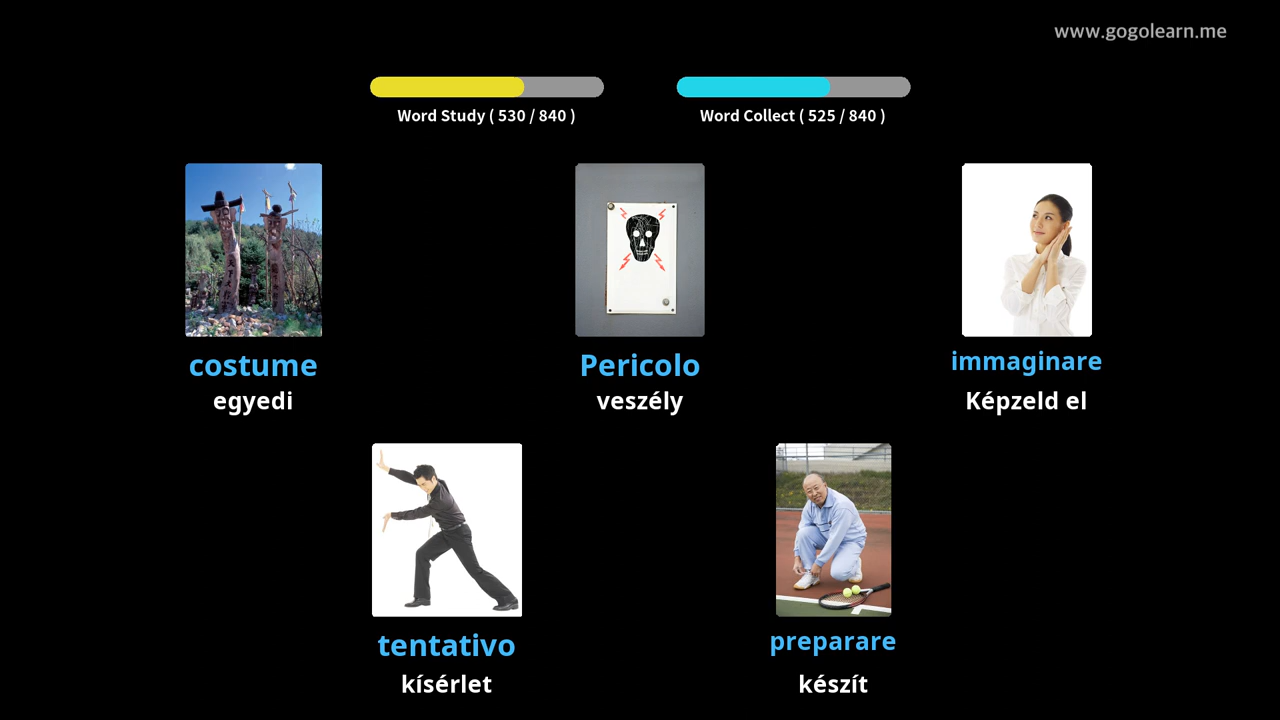 www.gogolearn.me
Word Study ( 530 / 840 )
Word Collect ( 525 / 840 )
costume
egyedi
Pericolo
veszély
immaginare
Képzeld el
tentativo
kísérlet
preparare
készít